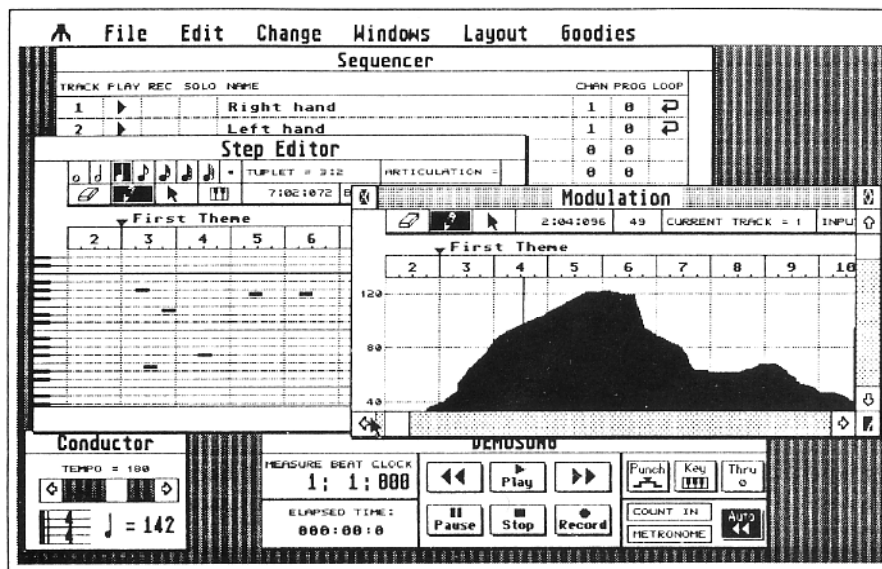 File Edit Change Windows Layout Goodies
Sequencer
TRACK PLAY REC SOLO NAME CHAN PROG LOOP
1 Right hand 1 0
2 Left hand 1 0
0 0
0 0
Step Editor
TUPLET = 3:2 ARTICULATION =
7:02:072
First Theme
2 3 4 5 6
Modulation
2:04:096 49 CURRENT TRACK = 1 INPU
First Theme
2 3 4 5 6 7 8 9 10
120
80
40
Conductor
TEMPO = 180
4
4
= 142
DEMOSONG
MEASURE BEAT CLOCK
1: 1:000
ELAPSED TIME:
000:00:0
Play
Pause Stop Record
Punch Key Thru
COUNT IN
METRONOME
Auto